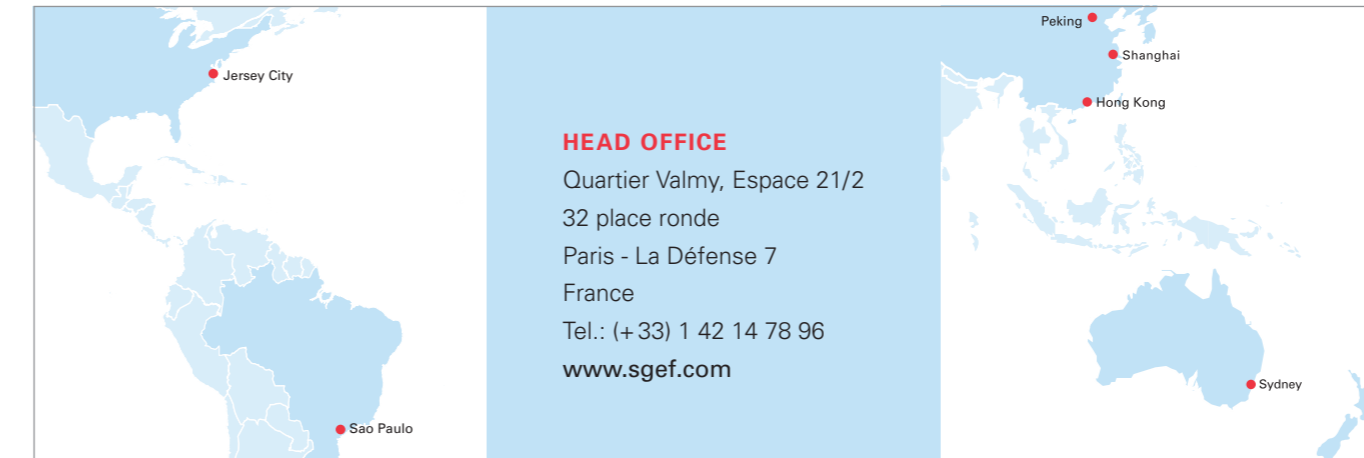 Jersey City
Sao Paulo
HEAD OFFICE
Quartier Valmy, Espace 21/2
32 place ronde
Paris - La Défense 7
France
Tel.: (+33) 1 42 14 78 96
www.sgef.com
Peking
Shanghai
Hong Kong
Sydney